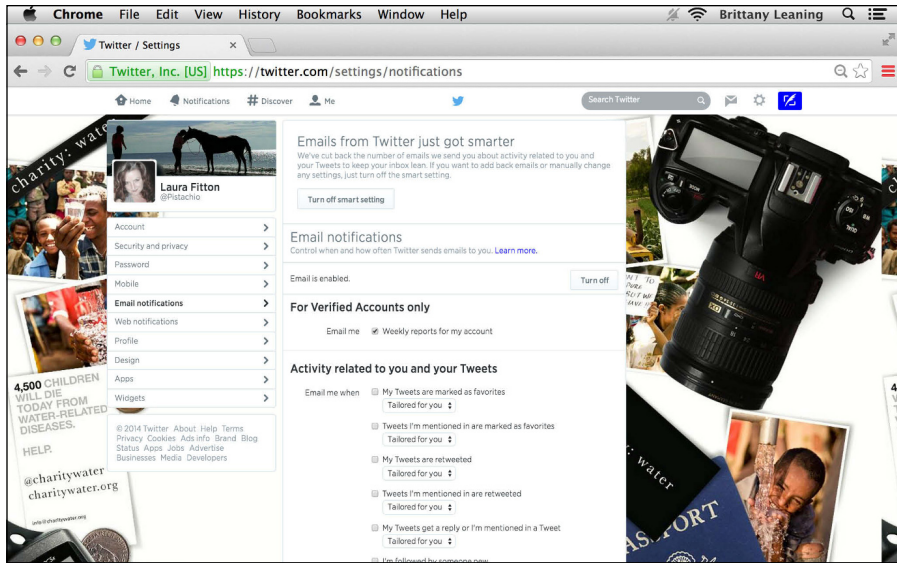 Chrome File Edit View History Bookmarks Window Help Brittany Leaning
Twitter / Settings
Twitter, Inc. [US] https://twitter.com/settings/notifications
Home Notifications # Discover Me Search Twitter
Laura Fitton
@Pistachio
Account
Security and privacy
Password
Mobile
Email notifications
Web notifications
Profile
Design
Apps
Widgets
© 2014 Twitter About Help Terms
Privacy Cookies Ads info Brand Blog
Status Apps Jobs Advertise
Businesses Media Developers
Emails from Twitter just got smarter
We've cut back the number of emails we send you about activity related to you and
your Tweets to keep your inbox lean. If you want to add back emails or manually change
any settings, just turn off the smart setting.
Turn off smart setting
Email notifications
Control when and how often Twitter sends emails to you. Learn more.
Email is enabled. Turn off
For Verified Accounts only
Email me Weekly reports for my account
Activity related to you and your Tweets
Email me when My Tweets are marked as favorites
Tailored for you
Tweets I'm mentioned in are marked as favorites
Tailored for you
My Tweets are retweeted
Tailored for you
Tweets I'm mentioned in are retweeted
Tailored for you
My Tweets get a reply or I'm mentioned in a Tweet
Tailored for you
I'm followed by someone new
charity: wate
4,500 CHILDREN
WILL DIE
TODAY FROM
WATER-RELATED
DISEASES.
HELP.
@charitywater
charitywater.org
info@charitywater.org
: water
PASSPORT